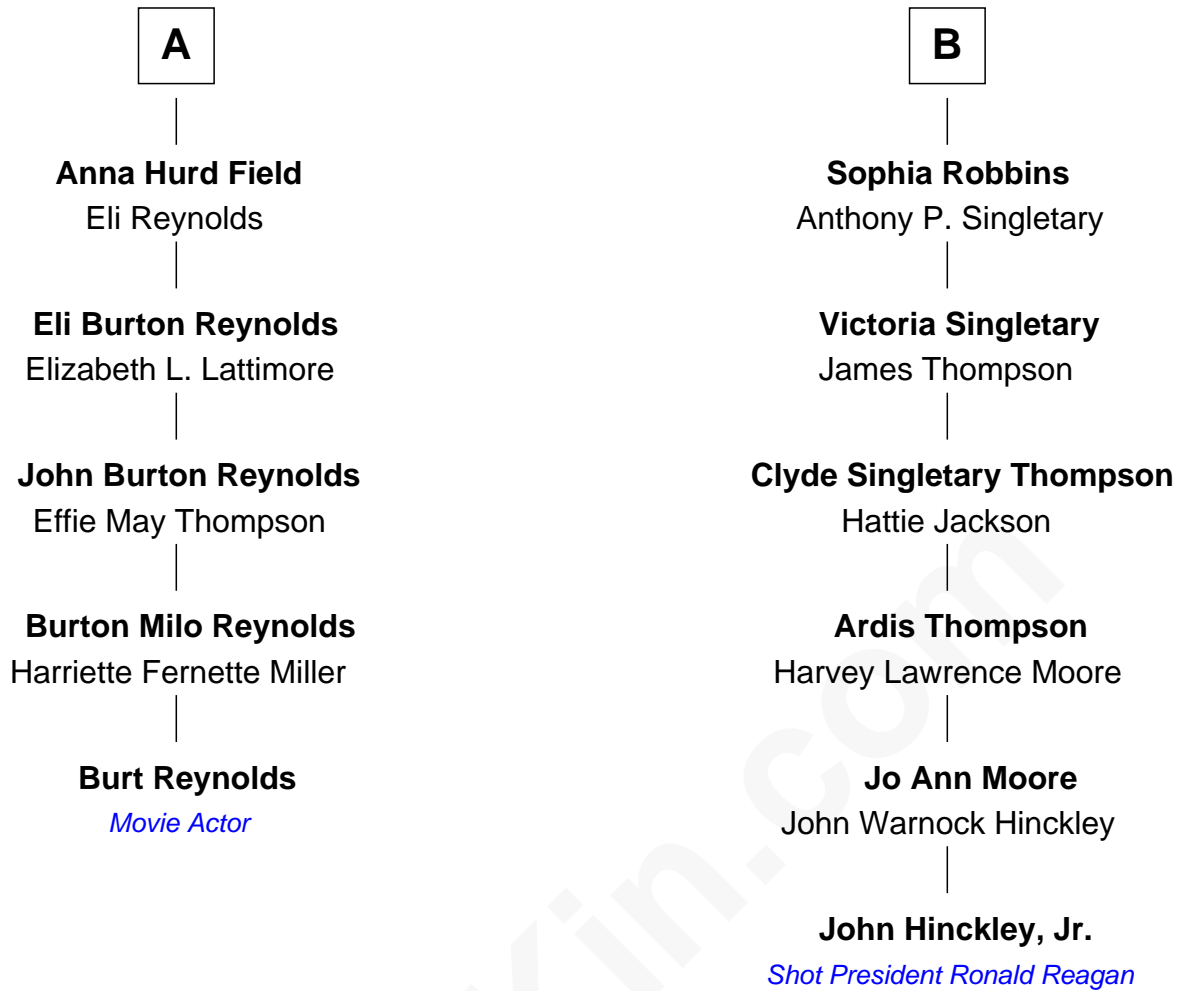 A
Anna Hurd Field
Eli Reynolds
Eli Burton Reynolds
Elizabeth L. Lattimore
John Burton Reynolds
Effie May Thompson
Burton Milo Reynolds
Harriette Fernette Miller
Burt Reynolds
Movie Actor
B
Sophia Robbins
Anthony P. Singletary
Victoria Singletary
James Thompson
Clyde Singletary Thompson
Hattie Jackson
Ardis Thompson
Harvey Lawrence Moore
Jo Ann Moore
John Warnock Hinckley
John Hinckley, Jr.
Shot President Ronald Reagan